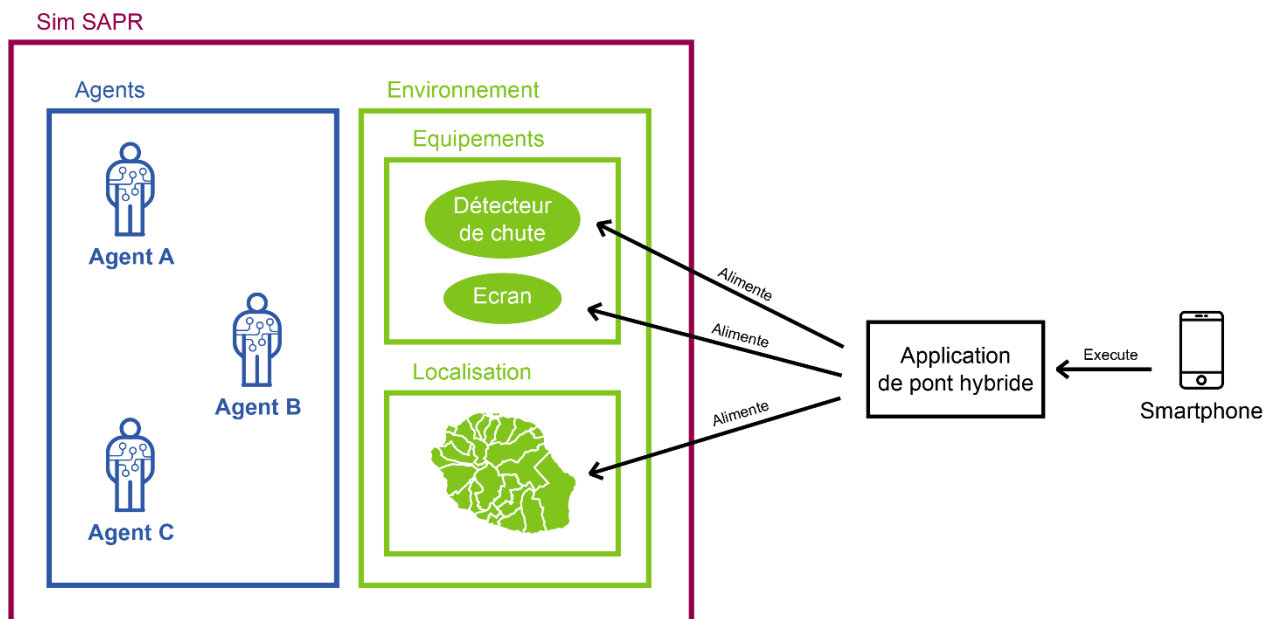 Sim SAPR
Agents
Agent A
Agent B
Agent C
Environnement
Equipements
Détecteur
de chute
Ecran
Localisation
Alimente
Alimente
Alimente
Application
de pont hybride
Execute
Smartphone